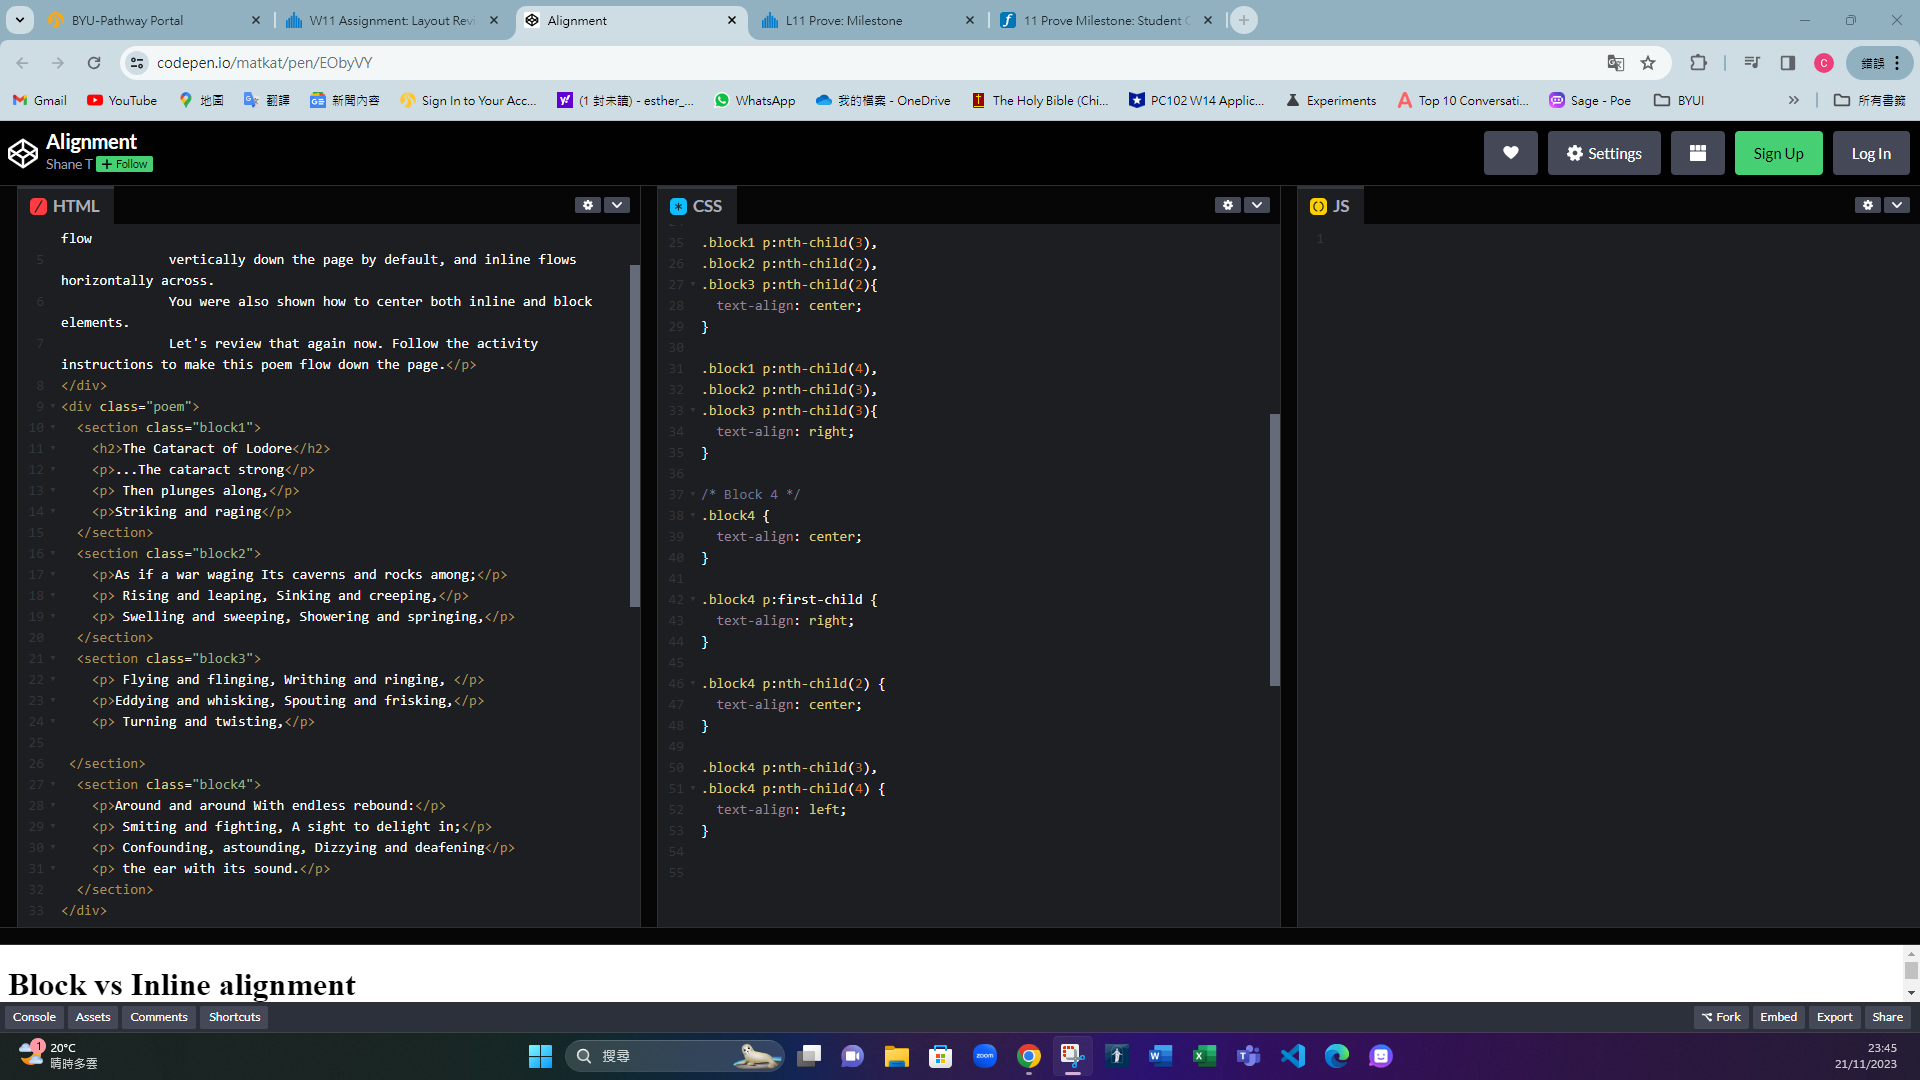 BYU-Pathway Portal
W11 Assignment: Layout Revi
Alignment
L11 Prove: Milestone
11 Prove Milestone: Student C
codepen.io/matkat/pen/EObyVY
C
錯誤
Gmail
YouTube
地圖
翻譯
新聞內容
Sign In to Your Acc...
(1 封未讀) - esther_...
WhatsApp
我的檔案 - OneDrive
The Holy Bible (Chi...
PC102 W14 Applic...
Experiments
Top 10 Conversati...
Sage - Poe
BYUI
»
所有書籤
Alignment
Shane T
+ Follow
Settings
Sign Up
Log In
HTML
flow
5 vertically down the page by default, and inline flows
horizontally across.
6 You were also shown how to center both inline and block
elements.
7 Let's review that again now. Follow the activity
instructions to make this poem flow down the page.</p>
8 </div>
9 <div class="poem">
10 <section class="block1">
11 <h2>The Cataract of Lodore</h2>
12 <p>...The cataract strong</p>
13 <p> Then plunges along,</p>
14 <p>Striking and raging</p>
15 </section>
16 <section class="block2">
17 <p>As if a war waging Its caverns and rocks among;</p>
18 <p> Rising and leaping, Sinking and creeping,</p>
19 <p> Swelling and sweeping, Showering and springing,</p>
20 </section>
21 <section class="block3">
22 <p> Flying and flinging, Writhing and ringing, </p>
23 <p>Eddying and whisking, Spouting and frisking,</p>
24 <p> Turning and twisting,</p>
25
26 </section>
27 <section class="block4">
28 <p>Around and around With endless rebound:</p>
29 <p> Smiting and fighting, A sight to delight in;</p>
30 <p> Confounding, astounding, Dizzying and deafening</p>
31 <p> the ear with its sound.</p>
32 </section>
33 </div>
CSS
24
25 .block1 p:nth-child(3),
26 .block2 p:nth-child(2),
27 .block3 p:nth-child(2){
28 text-align: center;
29 }
30
31 .block1 p:nth-child(4),
32 .block2 p:nth-child(3),
33 .block3 p:nth-child(3){
34 text-align: right;
35 }
36
37 /* Block 4 */
38 .block4 {
39 text-align: center;
40 }
41
42 .block4 p:first-child {
43 text-align: right;
44 }
45
46 .block4 p:nth-child(2) {
47 text-align: center;
48 }
49
50 .block4 p:nth-child(3),
51 .block4 p:nth-child(4) {
52 text-align: left;
53 }
54
55
JS
1
Block vs Inline alignment
Console
Assets
Comments
Shortcuts
Fork
Embed
Export
Share
1
20°C
晴時多雲
搜尋
zoom
23:45
21/11/2023